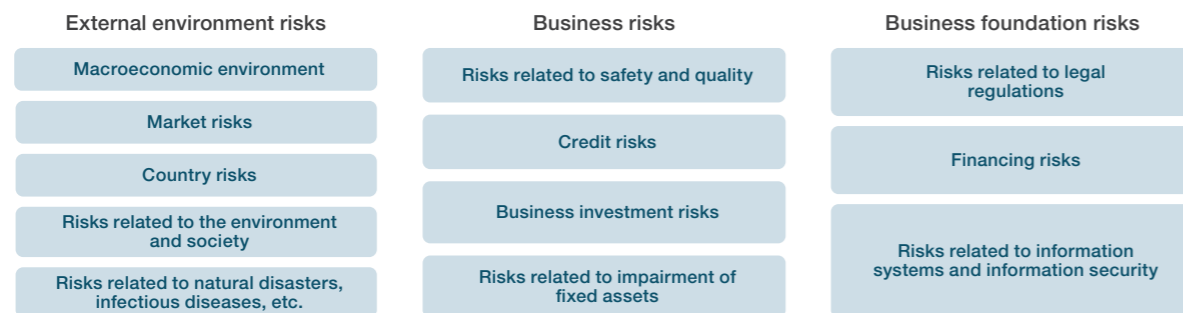 External environment risks
Macroeconomic environment
Market risks
Country risks
Risks related to the environment
and society
Risks related to natural disasters,
infectious diseases, etc.
Business risks
Risks related to safety and quality
Credit risks
Business investment risks
Risks related to impairment of
fixed assets
Business foundation risks
Risks related to legal
regulations
Financing risks
Risks related to information
systems and information security